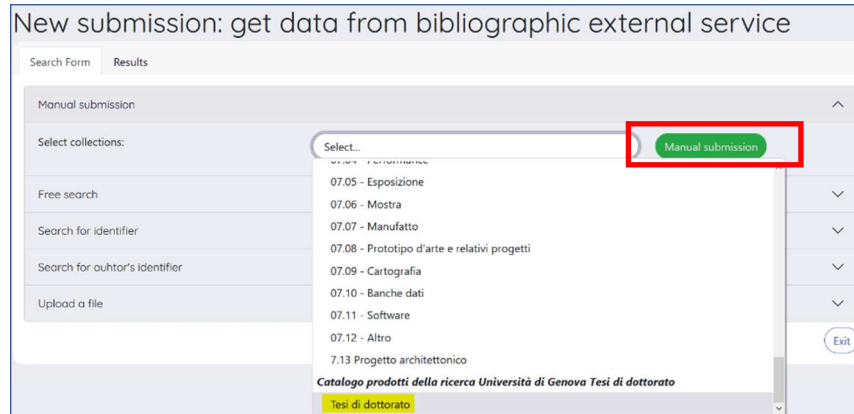 New submission: get data from bibliographic external service
Search Form Results
Manual submission
Select collections: Select... Manual submission
07.04 - Performance
07.05 - Esposizione
Free search
07.06 - Mostra
07.07 - Manufatto
Search for identifier
07.08 - Prototipo d'arte e relativi progetti
Search for auhtor's identifier
07.09 - Cartografia
07.10 - Banche dati
Upload a file
07.11 - Software
07.12 - Altro
Exit
7.13 Progetto architettonico
Catalogo prodotti della ricerca Università di Genova Tesi di dottorato
Tesi di dottorato